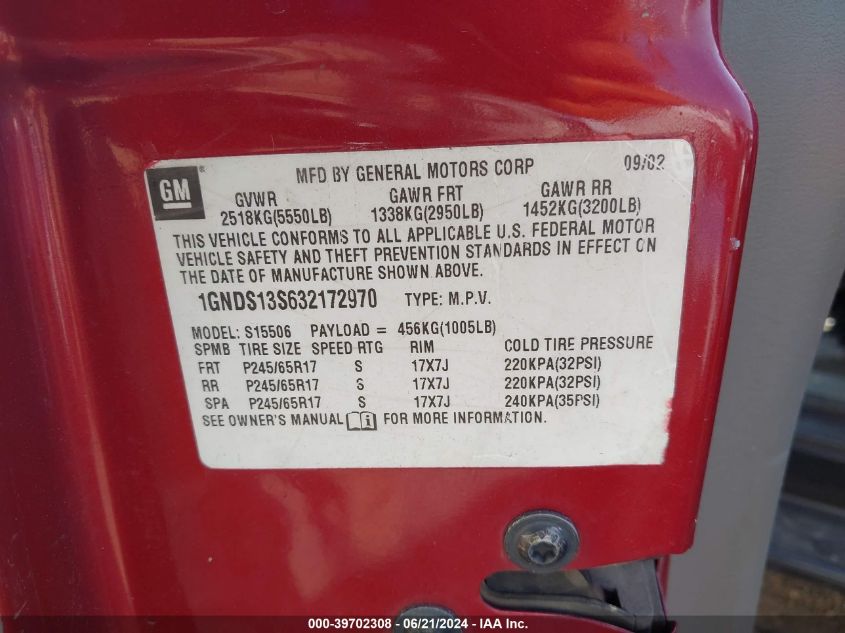 MFD BY GENERAL MOTORS CORP 09/02
GM
GVWR GAWR FRT GAWR RR
2518KG(5550LB) 1338KG(2950LB) 1452KG(3200LB)
THIS VEHICLE CONFORMS TO ALL APPLICABLE U.S. FEDERAL MOTOR
VEHICLE SAFETY AND THEFT PREVENTION STANDARDS IN EFFECT ON
THE DATE OF MANUFACTURE SHOWN ABOVE.
1GNDS13S632172970 TYPE: M.P.V.
MODEL: S15506 PAYLOAD = 456KG(1005LB)
SPMB TIRE SIZE SPEED RTG RIM COLD TIRE PRESSURE
FRT P245/65R17 S 17X7J 220KPA(32PSI)
RR P245/65R17 S 17X7J 220KPA(32PSI)
SPA P245/65R17 S 17X7J 240KPA(35PSI)
SEE OWNER'S MANUAL FOR MORE INFORMATION.
000-39702308 - 06/21/2024 - IAA Inc.